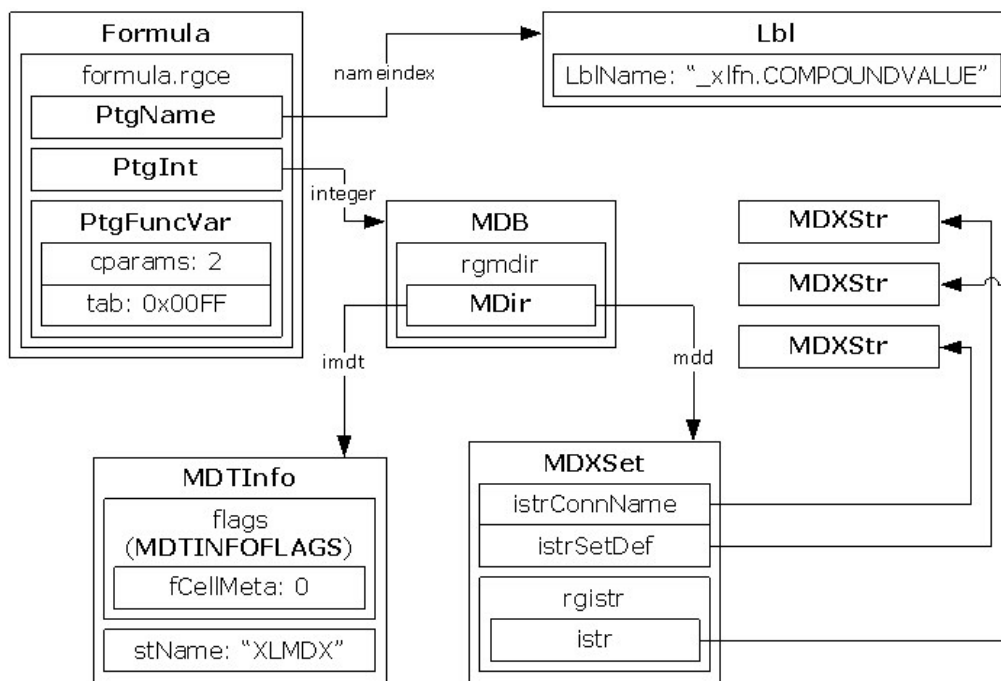 Formula
formula.rgce
PtgName
PtgInt
PtgFuncVar
cparams: 2
tab: 0x00FF
nameindex
Lbl
LblName: “_xlfn.COMPOUNDVALUE”
integer
MDB
rgmdir
MDir
MDXStr
MDXStr
MDXStr
imdt
mdd
MDTInfo
flags
(MDTINFOFLAGS)
fCellMeta: 0
stName: “XLMDX”
MDXSet
istrConnName
istrSetDef
rgistr
istr